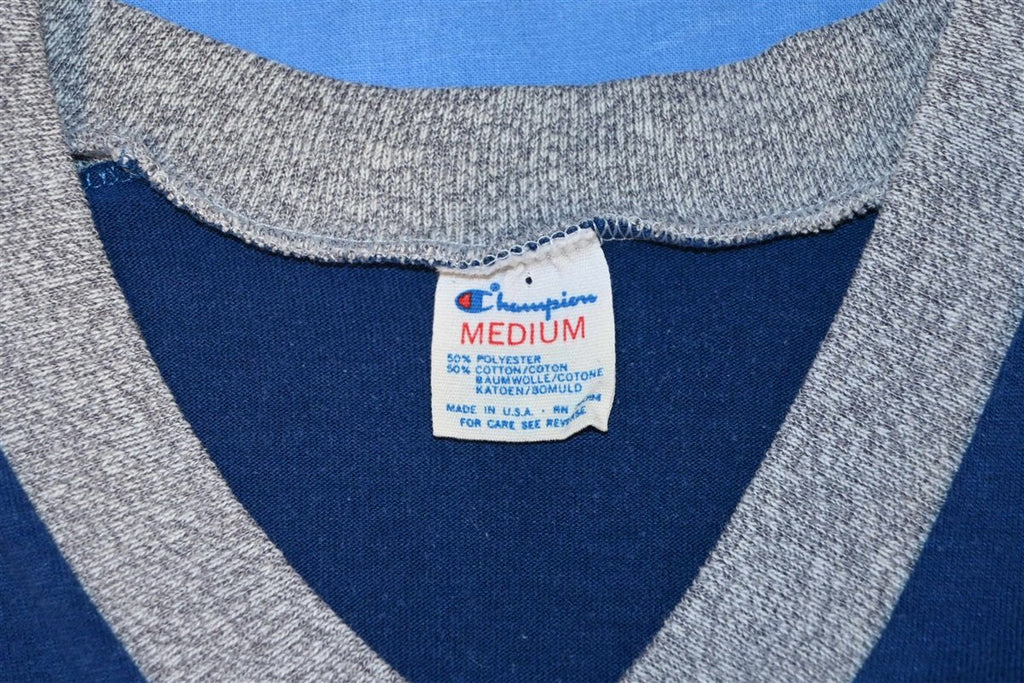 Champion®
MEDIUM
50% POLYESTER
50% COTTON/COTON
BAUMWOLLE/COTONE
KATOEN/BOMULD
MADE IN U.S.A. · RN
FOR CARE SEE REVERSE